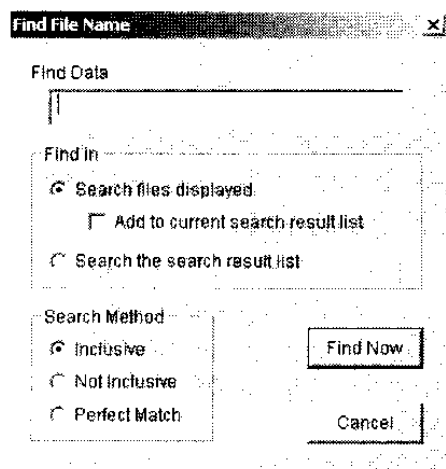 Find File Name
Find Data
Find in
Search files displayed
Add to current search result list
Search the search result list
Search Method
Inclusive
Find Now
Not Inclusive
Perfect Match
Cancel